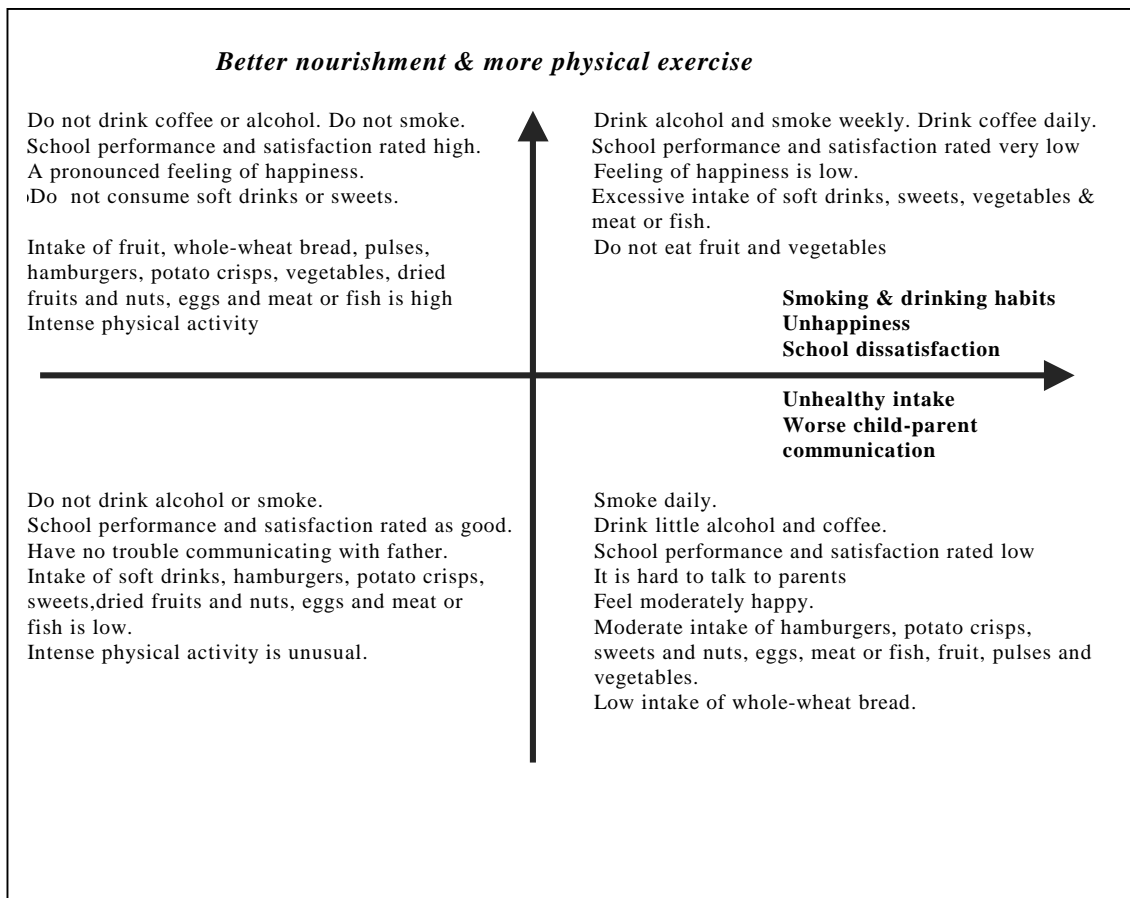 Better nourishment & more physical exercise
Do not drink coffee or alcohol. Do not smoke.
School performance and satisfaction rated high.
A pronounced feeling of happiness.
Do not consume soft drinks or sweets.
Intake of fruit, whole-wheat bread, pulses,
hamburgers, potato crisps, vegetables, dried
fruits and nuts, eggs and meat or fish is high
Intense physical activity
Drink alcohol and smoke weekly. Drink coffee daily.
School performance and satisfaction rated very low
Feeling of happiness is low.
Excessive intake of soft drinks, sweets, vegetables &
meat or fish.
Do not eat fruit and vegetables
Smoking & drinking habits
Unhappiness
School dissatisfaction
Unhealthy intake
Worse child-parent
communication
Do not drink alcohol or smoke.
School performance and satisfaction rated as good.
Have no trouble communicating with father.
Intake of soft drinks, hamburgers, potato crisps,
sweets,dried fruits and nuts, eggs and meat or
fish is low.
Intense physical activity is unusual.
Smoke daily.
Drink little alcohol and coffee.
School performance and satisfaction rated low
It is hard to talk to parents
Feel moderately happy.
Moderate intake of hamburgers, potato crisps,
sweets and nuts, eggs, meat or fish, fruit, pulses and
vegetables.
Low intake of whole-wheat bread.